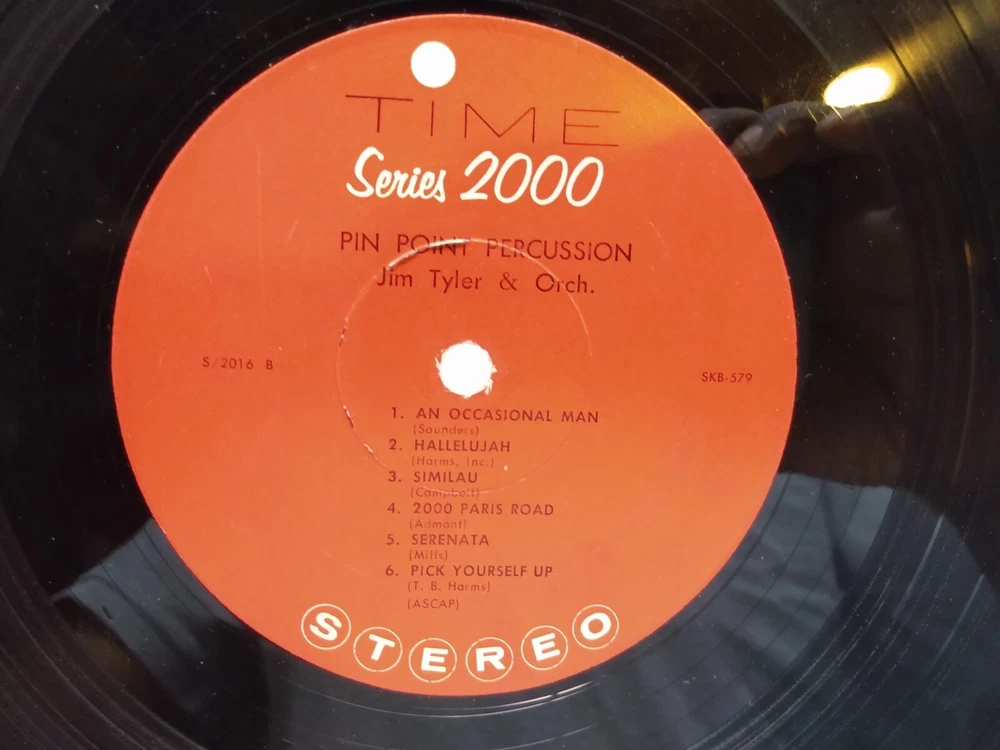 TIME
Series 2000
PIN POINT PERCUSSION
Jim Tyler & Orch.
S/2016 B
SKB-579
1. AN OCCASIONAL MAN
(Saunders)
2. HALLELUJAH
(Harms, Inc.)
3. SIMILAU
(Campbell)
4. 2000 PARIS ROAD
(Admont)
5. SERENATA
(Mills)
6. PICK YOURSELF UP
(T. B. Harms)
(ASCAP)
STEREO